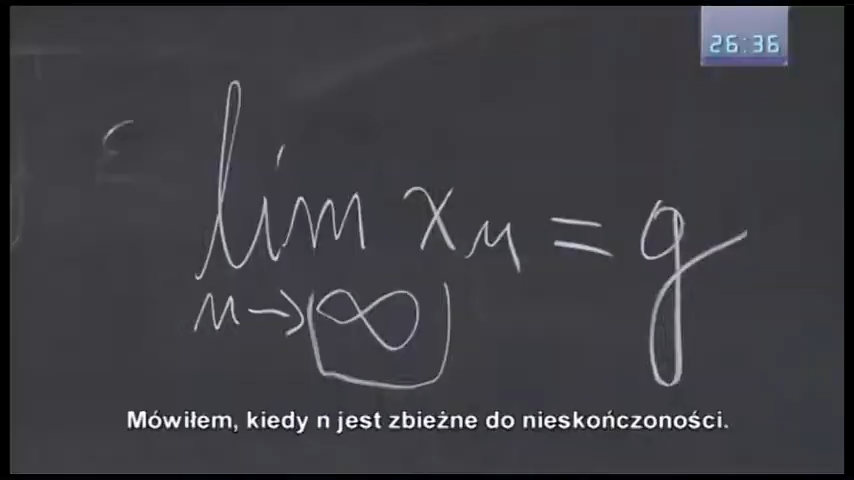 26:36
lim xₙ = g
n→∞
Mówiłem, kiedy n jest zbieżne do nieskończoności.